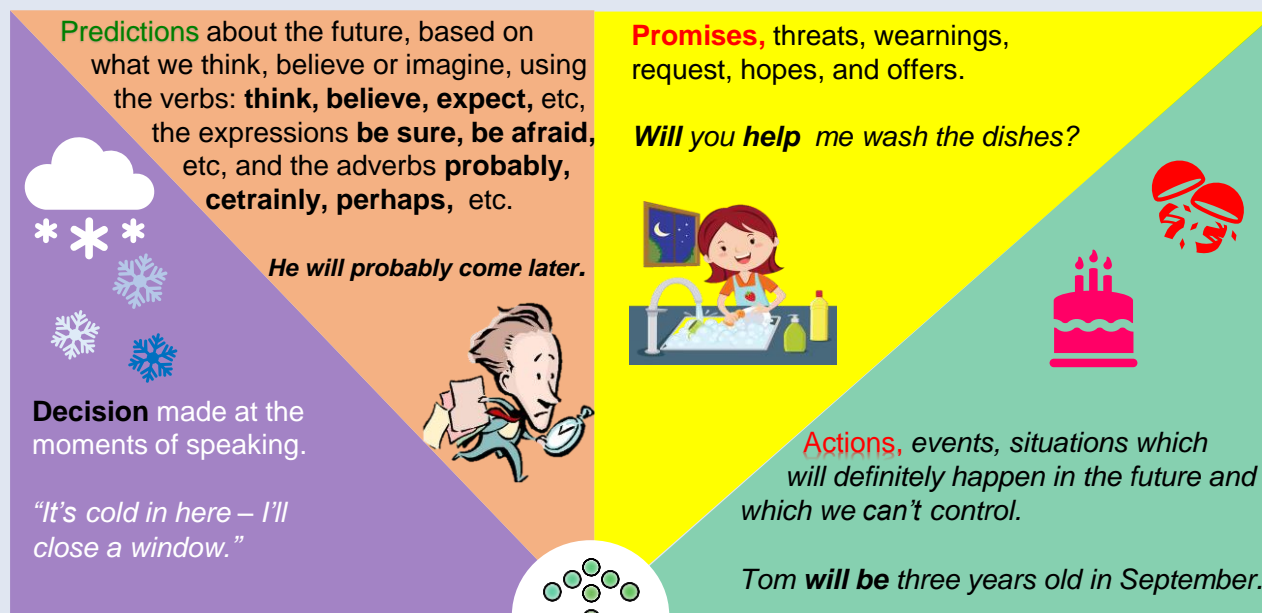 Predictions about the future, based on
what we think, believe or imagine, using
the verbs: think, believe, expect, etc,
the expressions be sure, be afraid,
etc, and the adverbs probably,
cetrainly, perhaps, etc.
He will probably come later.
Promises, threats, wearnings,
request, hopes, and offers.
Will you help me wash the dishes?
Decision made at the
moments of speaking.
“It’s cold in here – I’ll
close a window.”
Actions, events, situations which
will definitely happen in the future and
which we can’t control.
Tom will be three years old in September.